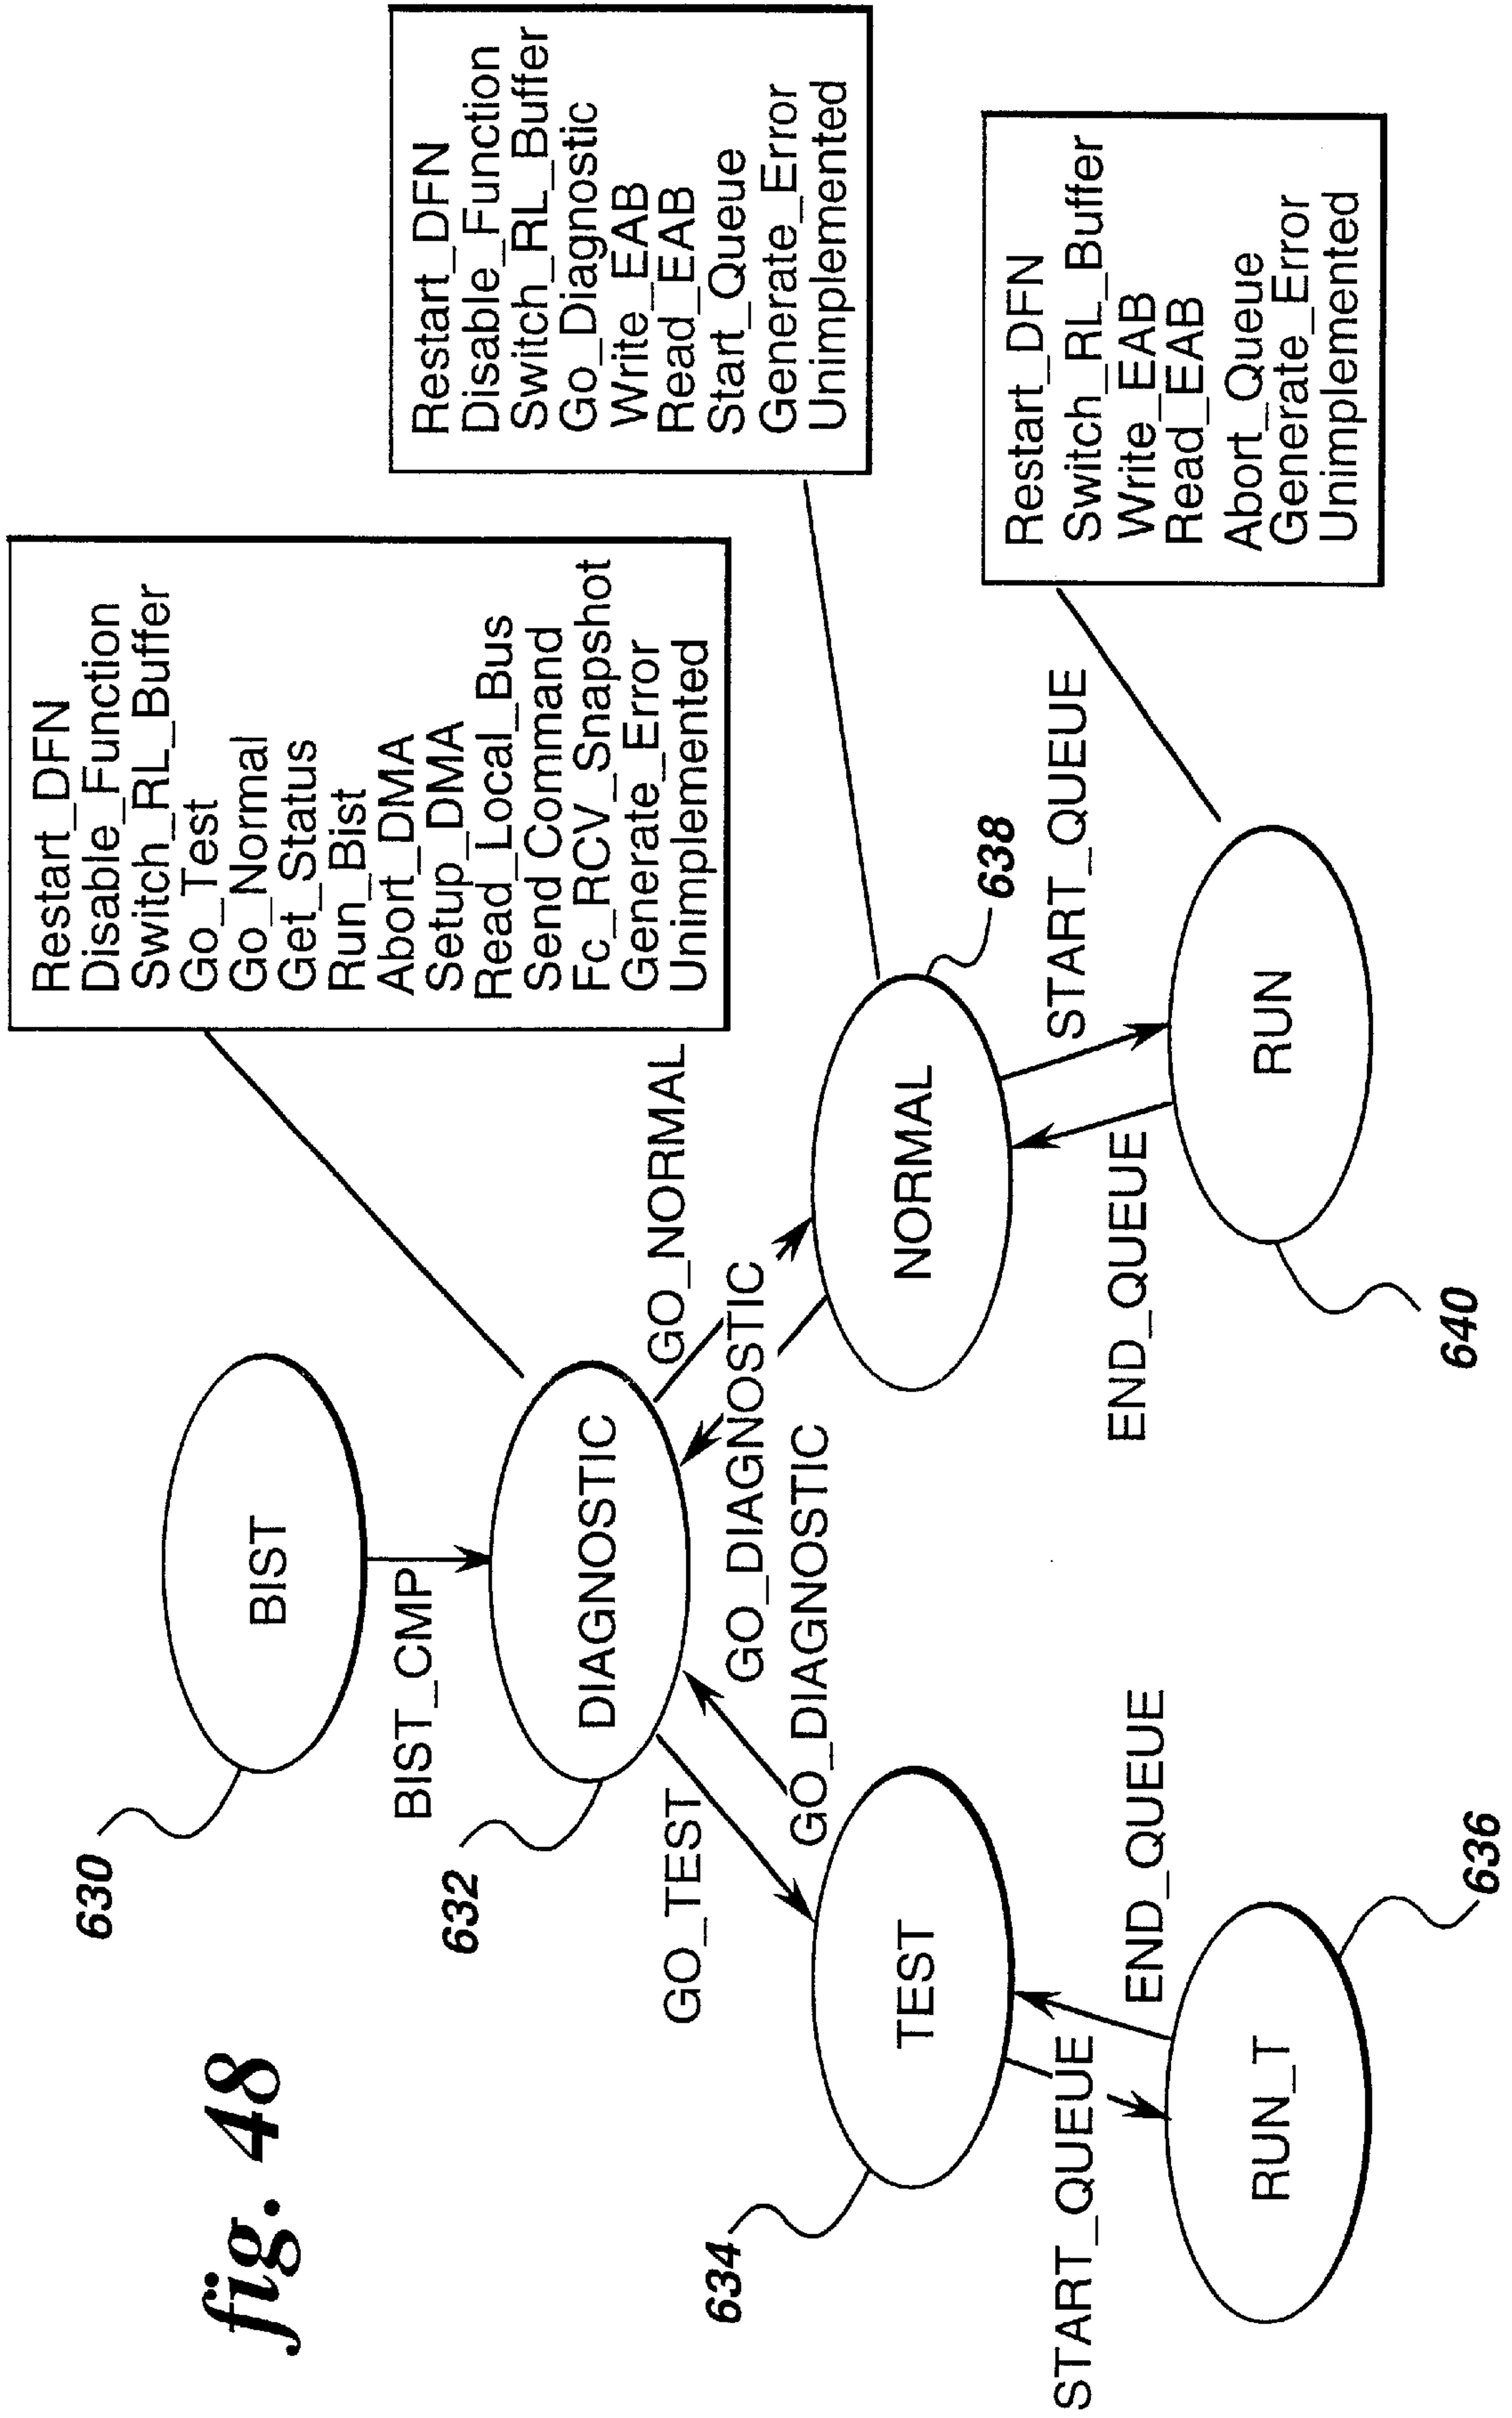 fig. 48
630
BIST
BIST_CMP
632
DIAGNOSTIC
Restart_DFN
Disable_Function
Switch_RL_Buffer
Go_Test
Go_Normal
Get_Status
Run_Bist
Abort_DMA
Setup_DMA
Read_Local_Bus
Send Command
Fc_RCV_Snapshot
Generate_Error
Unimplemented
GO_TEST
GO_DIAGNOSTIC
GO_DIAGNOSTIC
GO_NORMAL
634
TEST
NORMAL
638
Restart_DFN
Disable_Function
Switch_RL_Buffer
Go_Diagnostic
Write_EAB
Read_EAB
Start_Queue
Generate_Error
Unimplemented
START_QUEUE
END_QUEUE
END_QUEUE
START_QUEUE
RUN_T
636
640
RUN
Restart_DFN
Switch_RL_Buffer
Write_EAB
Read_EAB
Abort_Queue
Generate_Error
Unimplemented